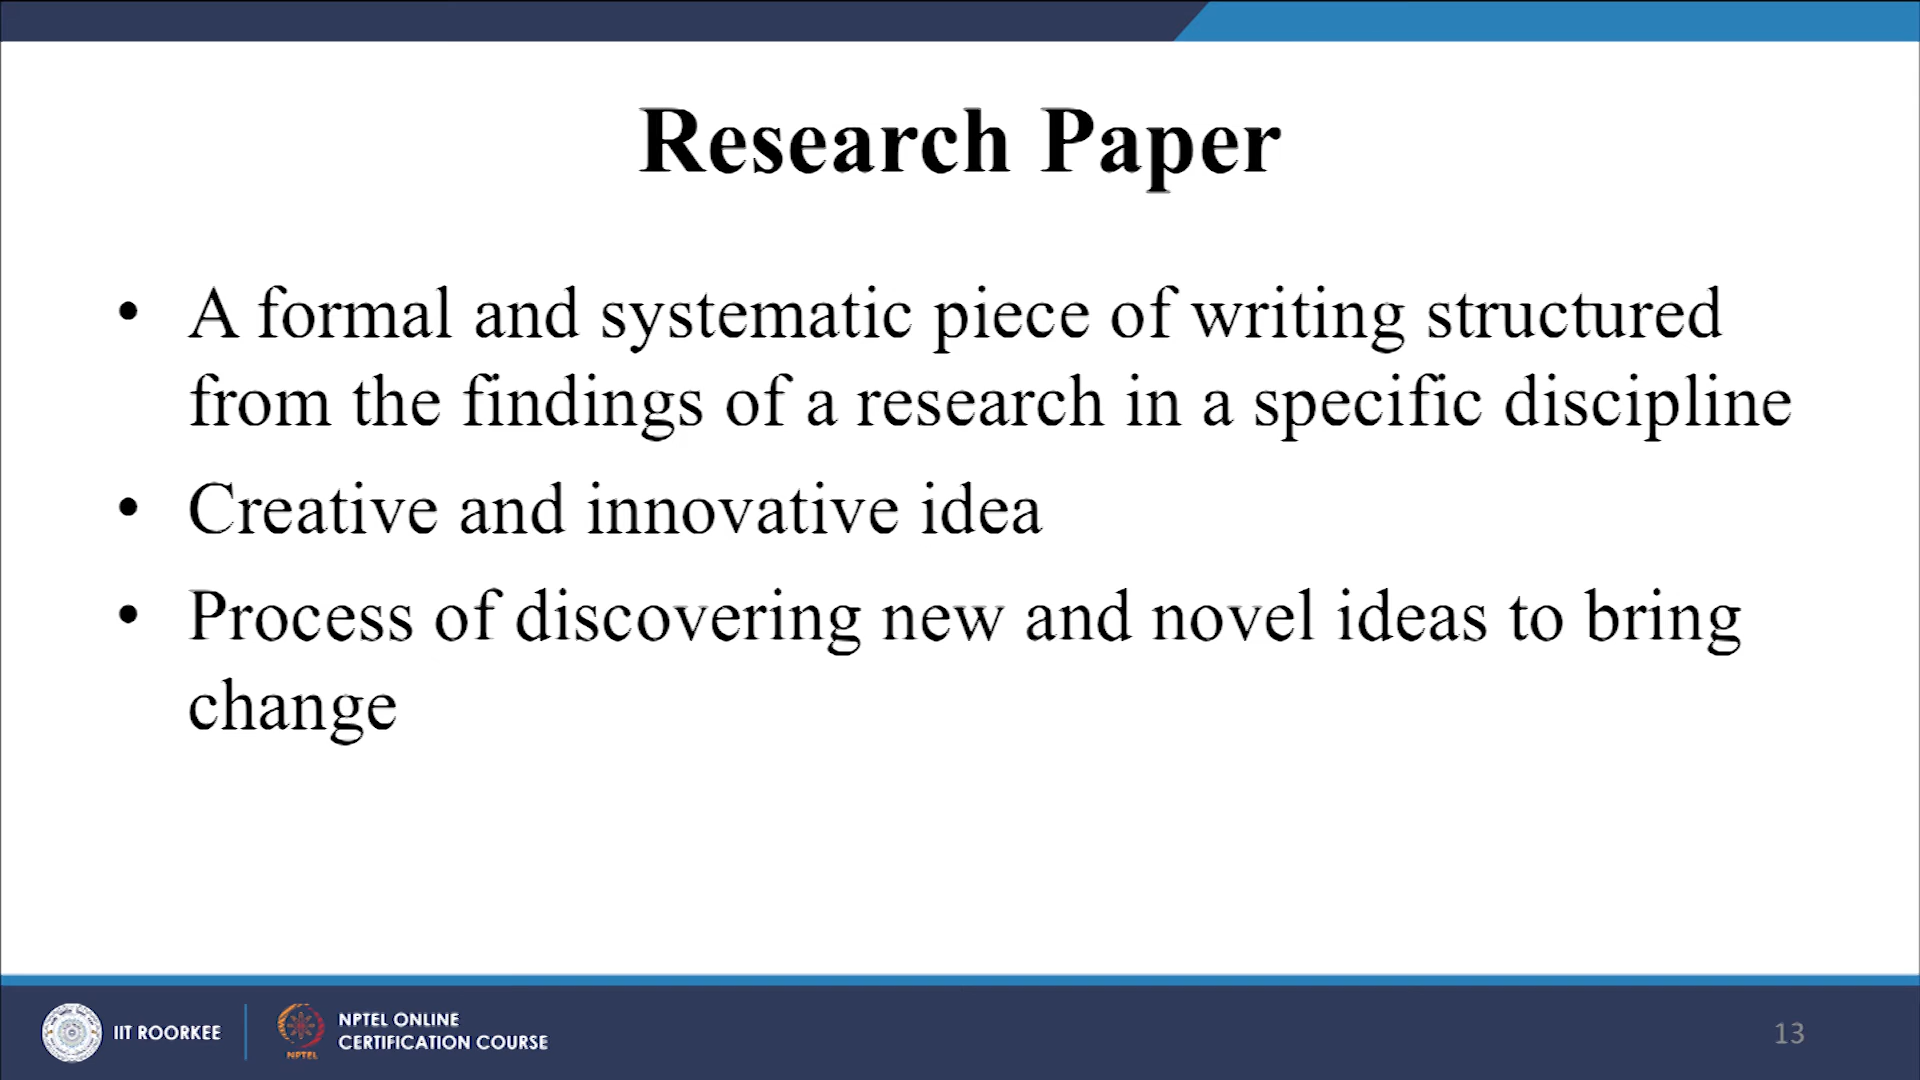 Research Paper
• A formal and systematic piece of writing structured
from the findings of a research in a specific discipline
• Creative and innovative idea
• Process of discovering new and novel ideas to bring
change
IIT ROORKEE
NPTEL
NPTEL ONLINE
CERTIFICATION COURSE
13